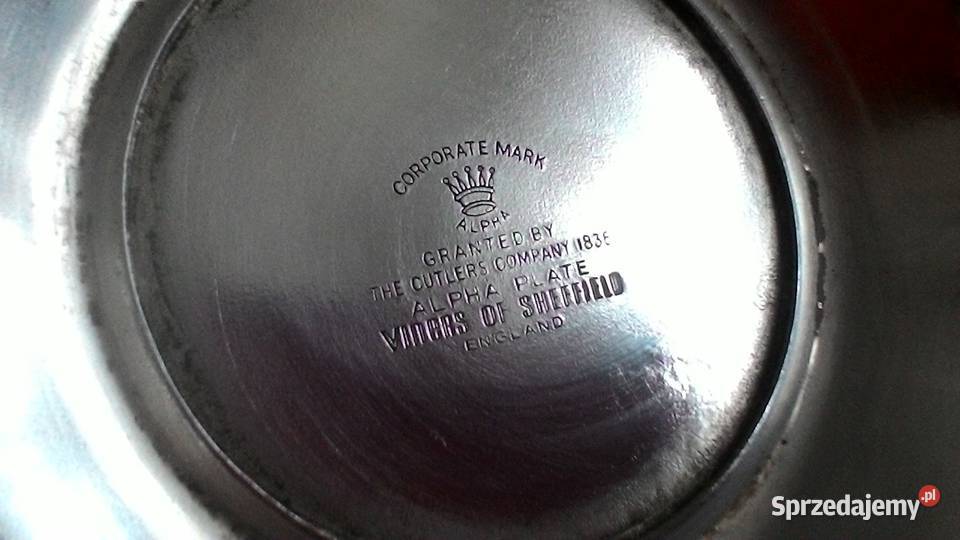 CORPORATE MARK
ALPHA
GRANTED BY
THE CUTLERS COMPANY 1836
ALPHA PLATE
VINERS OF SHEFFIELD
ENGLAND
Sprzedajemy.pl